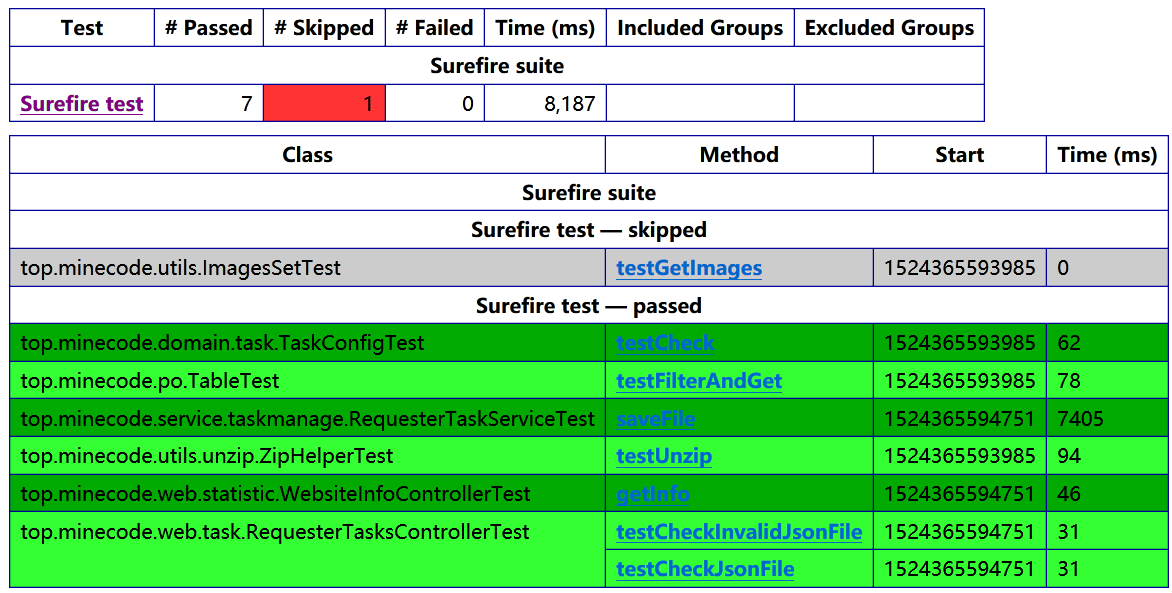 Test # Passed # Skipped # Failed Time (ms) Included Groups Excluded Groups
Surefire suite
Surefire test 7 1 0 8,187
Class Method Start Time (ms)
Surefire suite
Surefire test — skipped
top.minecode.utils.ImagesSetTest testGetImages 1524365593985 0
Surefire test — passed
top.minecode.domain.task.TaskConfigTest testCheck 1524365593985 62
top.minecode.po.TableTest testFilterAndGet 1524365593985 78
top.minecode.service.taskmanage.RequesterTaskServiceTest saveFile 1524365594751 7405
top.minecode.utils.unzip.ZipHelperTest testUnzip 1524365593985 94
top.minecode.web.statistic.WebsiteInfoControllerTest getInfo 1524365594751 46
top.minecode.web.task.RequesterTasksControllerTest testCheckInvalidJsonFile 1524365594751 31
testCheckJsonFile 1524365594751 31